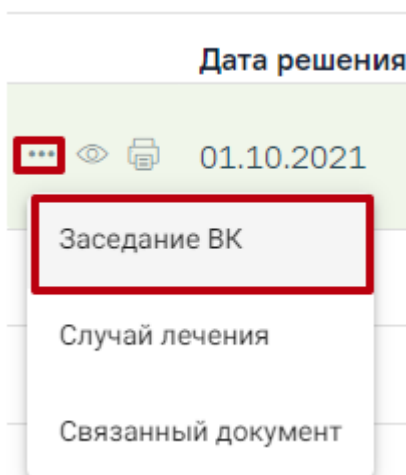 Дата решения
01.10.2021
Заседание ВК
Случай лечения
Связанный документ